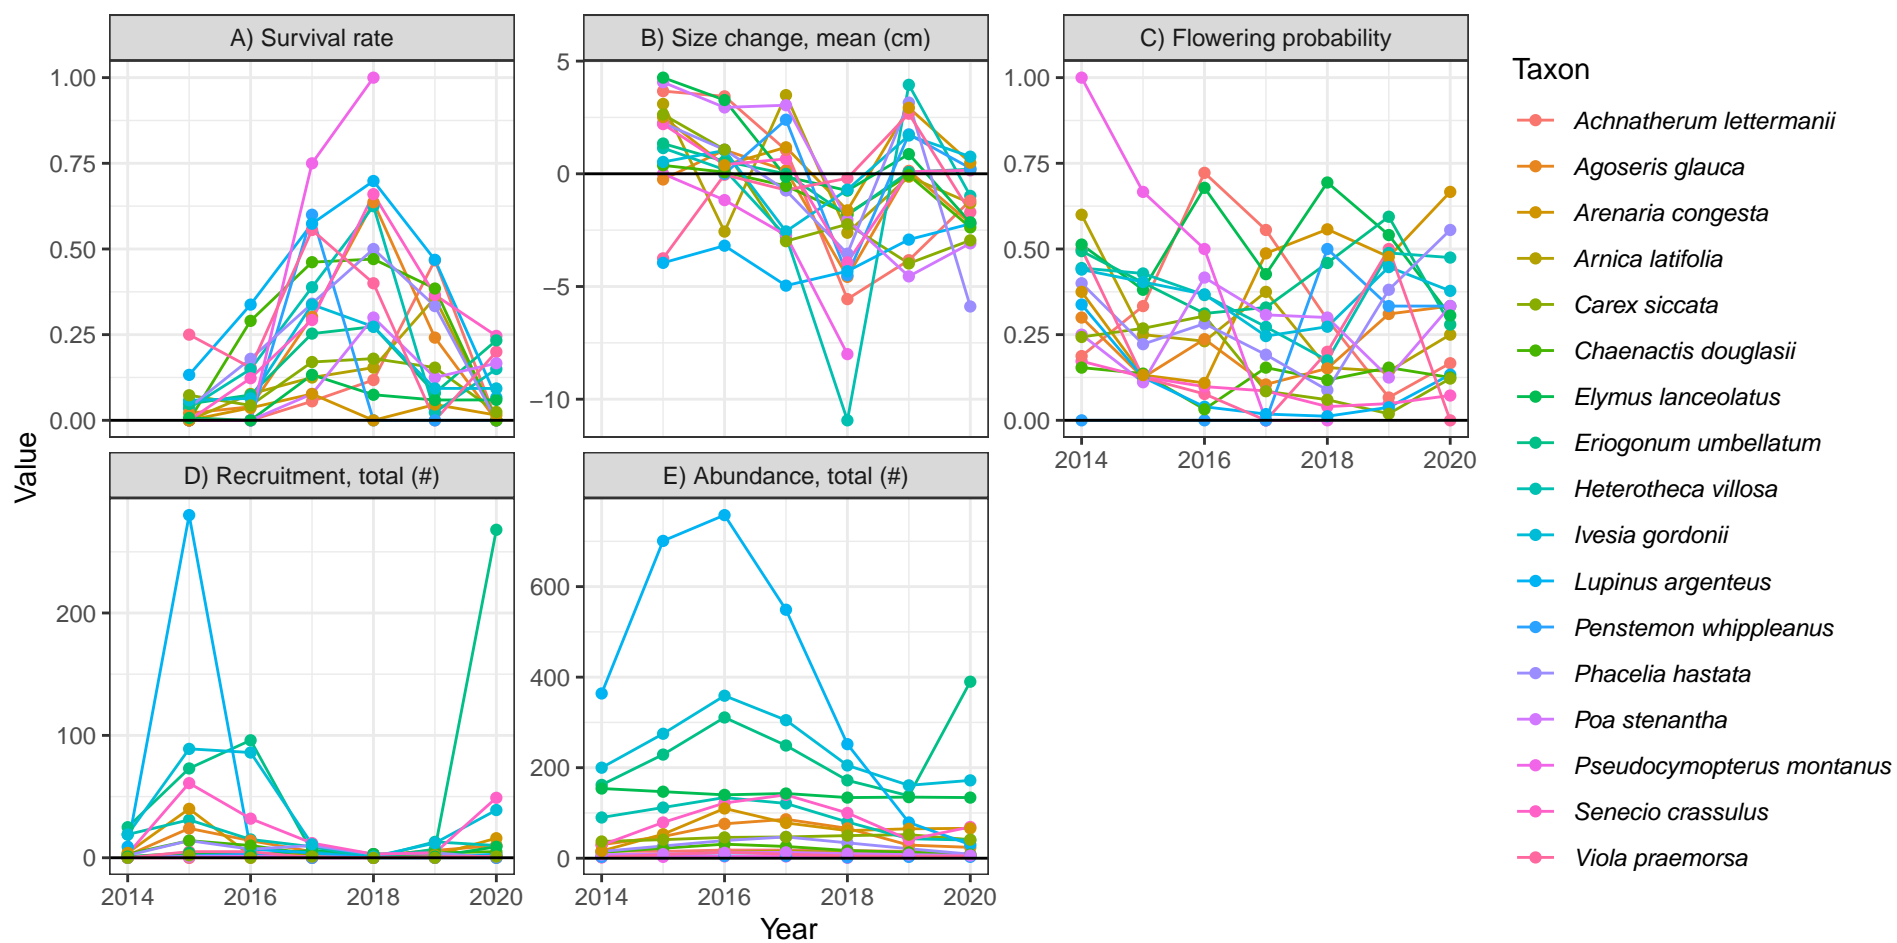 A) Survival rate
B) Size change, mean (cm)
C) Flowering probability
1.00
0.75
0.50
0.25
0.00
5
0
−5
−10
1.00
0.75
0.50
0.25
0.00
2014
2016
2018
2020
Value
D) Recruitment, total (#)
E) Abundance, total (#)
200
100
0
600
400
200
0
2014
2016
2018
2020
2014
2016
2018
2020
Year
Taxon
Achnatherum lettermanii
Agoseris glauca
Arenaria congesta
Arnica latifolia
Carex siccata
Chaenactis douglasii
Elymus lanceolatus
Eriogonum umbellatum
Heterotheca villosa
Ivesia gordonii
Lupinus argenteus
Penstemon whippleanus
Phacelia hastata
Poa stenantha
Pseudocymopterus montanus
Senecio crassulus
Viola praemorsa